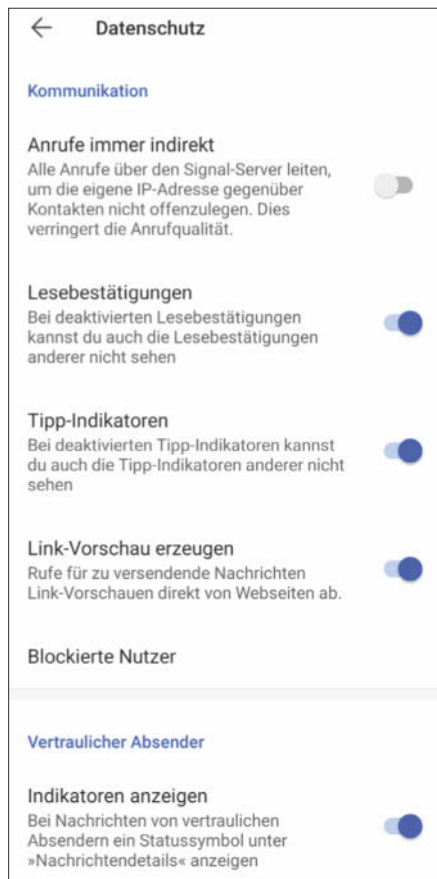 Datenschutz
Kommunikation
Anrufe immer indirekt
Alle Anrufe über den Signal-Server leiten,
um die eigene IP-Adresse gegenüber
Kontakten nicht offenzulegen. Dies
verringert die Anrufqualität.
Lesebestätigungen
Bei deaktivierten Lesebestätigungen
kannst du auch die Lesebestätigungen
anderer nicht sehen
Tipp-Indikatoren
Bei deaktivierten Tipp-Indikatoren kannst
du auch die Tipp-Indikatoren anderer nicht
sehen
Link-Vorschau erzeugen
Rufe für zu versendende Nachrichten
Link-Vorschauen direkt von Webseiten ab.
Blockierte Nutzer
Vertraulicher Absender
Indikatoren anzeigen
Bei Nachrichten von vertraulichen
Absendern ein Statussymbol unter
»Nachrichtendetails« anzeigen